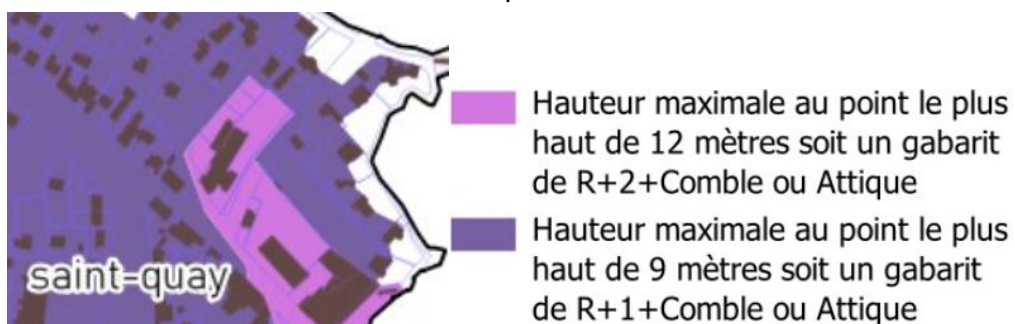 Hauteur maximale au point le plus
haut de 12 mètres soit un gabarit
de R+2+Comble ou Attique
Hauteur maximale au point le plus
haut de 9 mètres soit un gabarit
de R+1+Comble ou Attique
saint-quay